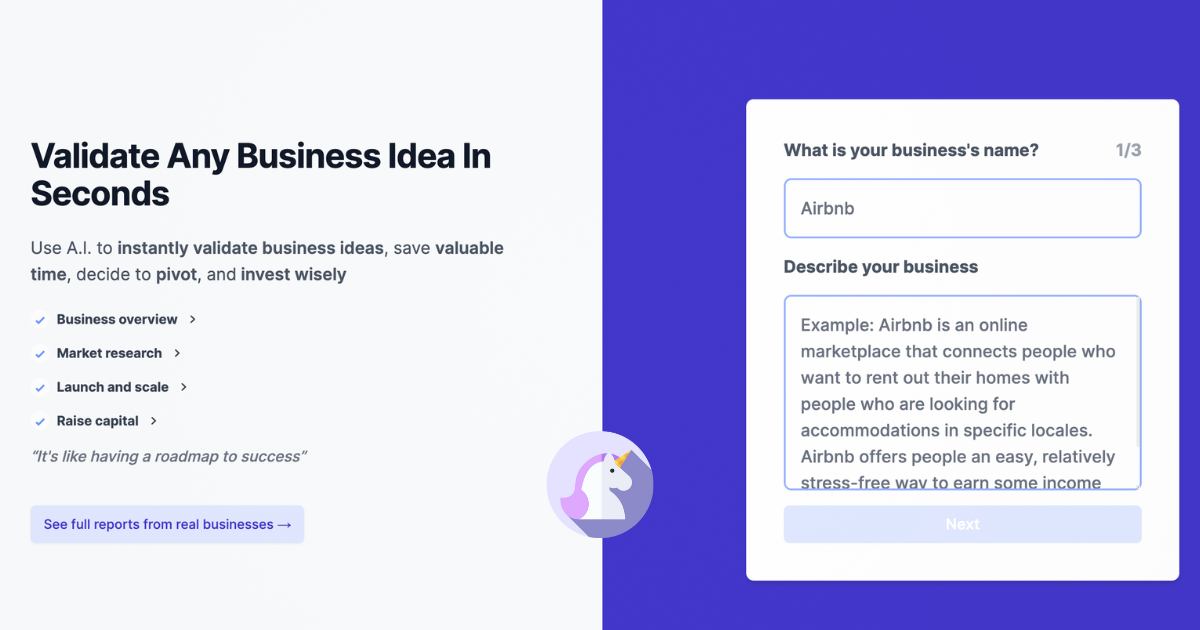 Validate Any Business Idea In
Seconds
Use A.I. to instantly validate business ideas, save valuable
time, decide to pivot, and invest wisely
Business overview
Market research
Launch and scale
Raise capital
“It's like having a roadmap to success”
See full reports from real businesses →
What is your business's name? 1/3
Airbnb
Describe your business
Example: Airbnb is an online
marketplace that connects people who
want to rent out their homes with
people who are looking for
accommodations in specific locales.
Airbnb offers people an easy, relatively
stress-free way to earn some income
Next